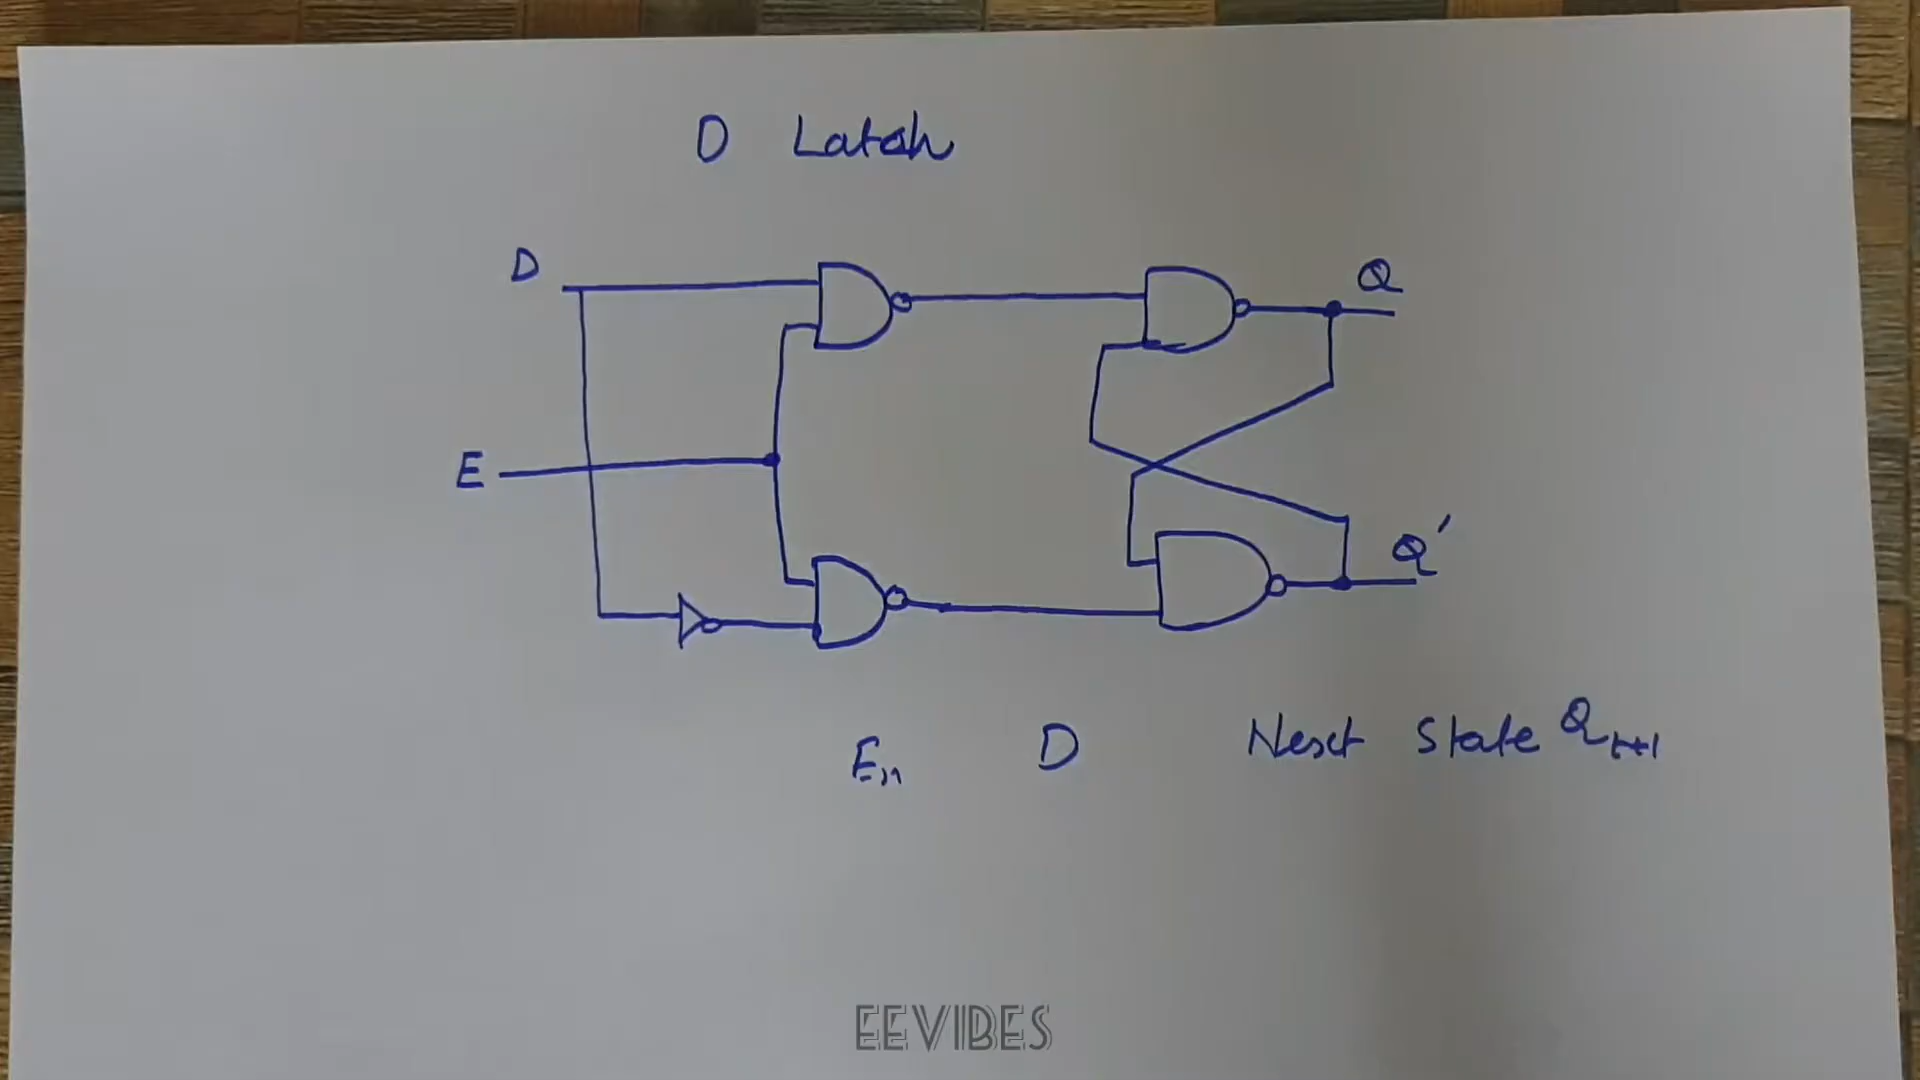 D Latch
D
Q
E
Q'
En D Next State Qt+1
EEVIBES